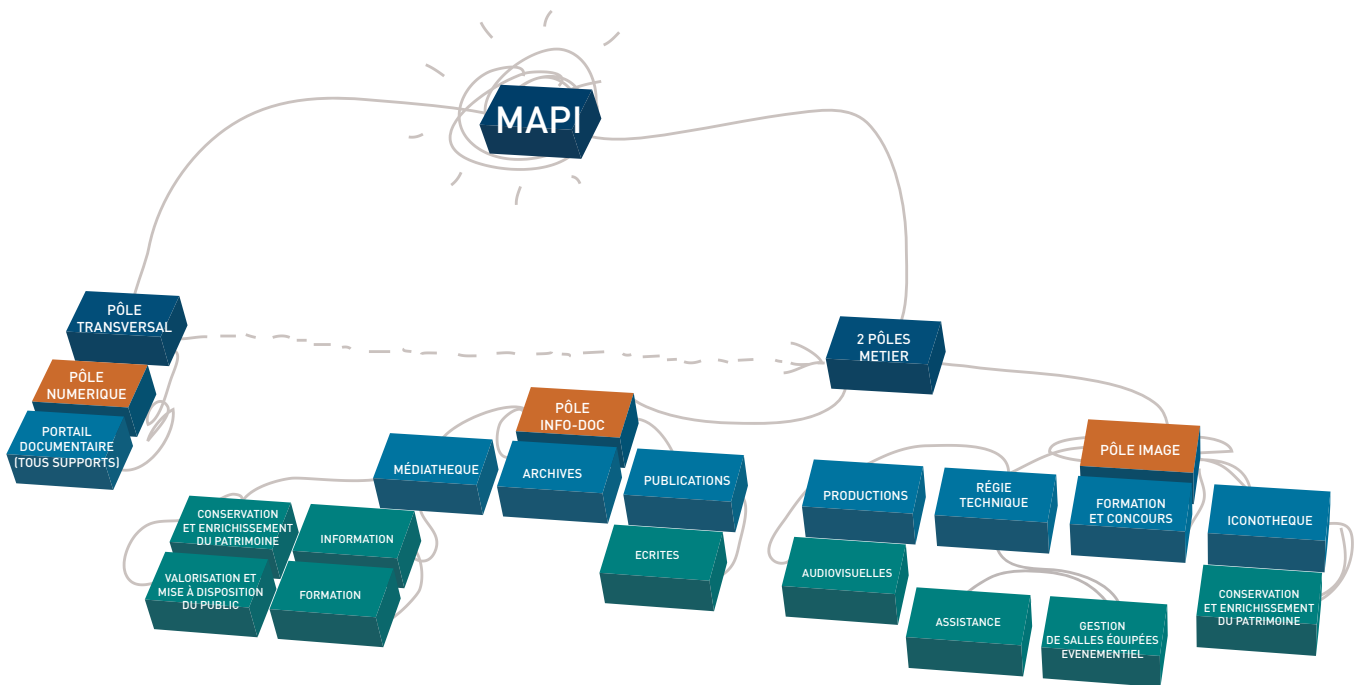 MAPI
PÔLE
TRANSVERSAL
PÔLE
NUMERIQUE
PORTAIL
DOCUMENTAIRE
(TOUS SUPPORTS)
2 PÔLES
METIER
PÔLE
INFO-DOC
MÉDIATHEQUE
ARCHIVES
PUBLICATIONS
CONSERVATION
ET ENRICHISSEMENT
DU PATRIMOINE
INFORMATION
VALORISATION ET
MISE À DISPOSITION
DU PUBLIC
FORMATION
ECRITES
PÔLE IMAGE
PRODUCTIONS
RÉGIE
TECHNIQUE
FORMATION
ET CONCOURS
ICONOTHEQUE
AUDIOVISUELLES
ASSISTANCE
GESTION
DE SALLES ÉQUIPÉES
EVENEMENTIEL
CONSERVATION
ET ENRICHISSEMENT
DU PATRIMOINE